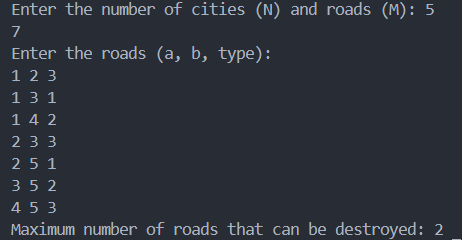 Enter the number of cities (N) and roads (M): 5
7
Enter the roads (a, b, type):
1 2 3
1 3 1
1 4 2
2 3 3
2 5 1
3 5 2
4 5 3
Maximum number of roads that can be destroyed: 2